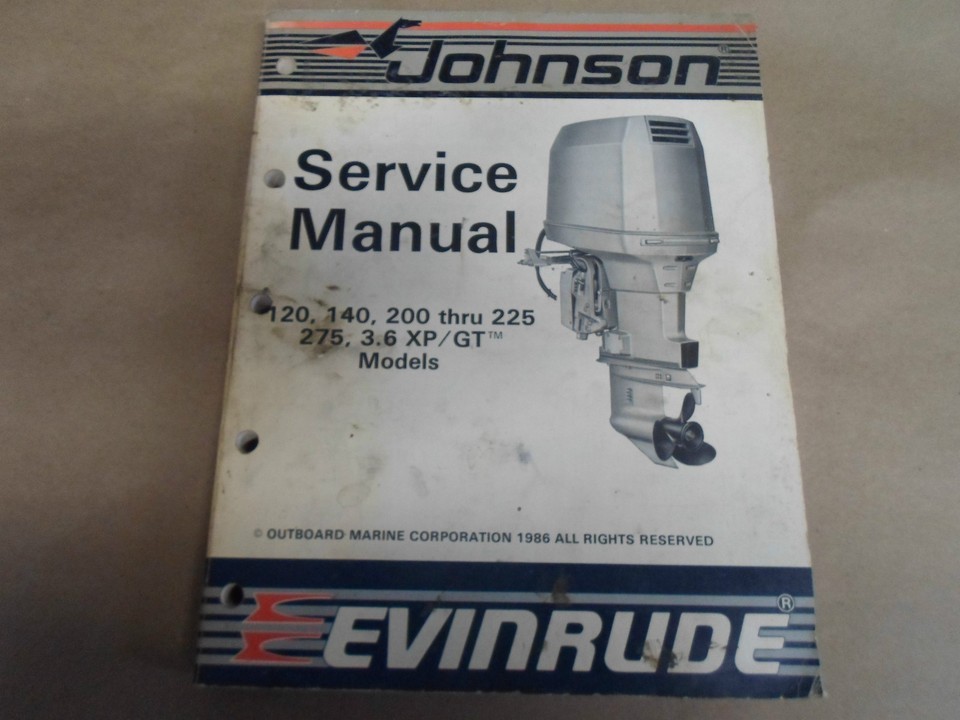 Johnson®
Service
Manual
120, 140, 200 thru 225
275, 3.6 XP/GT™
Models
© OUTBOARD MARINE CORPORATION 1986 ALL RIGHTS RESERVED
EVINRUDE®